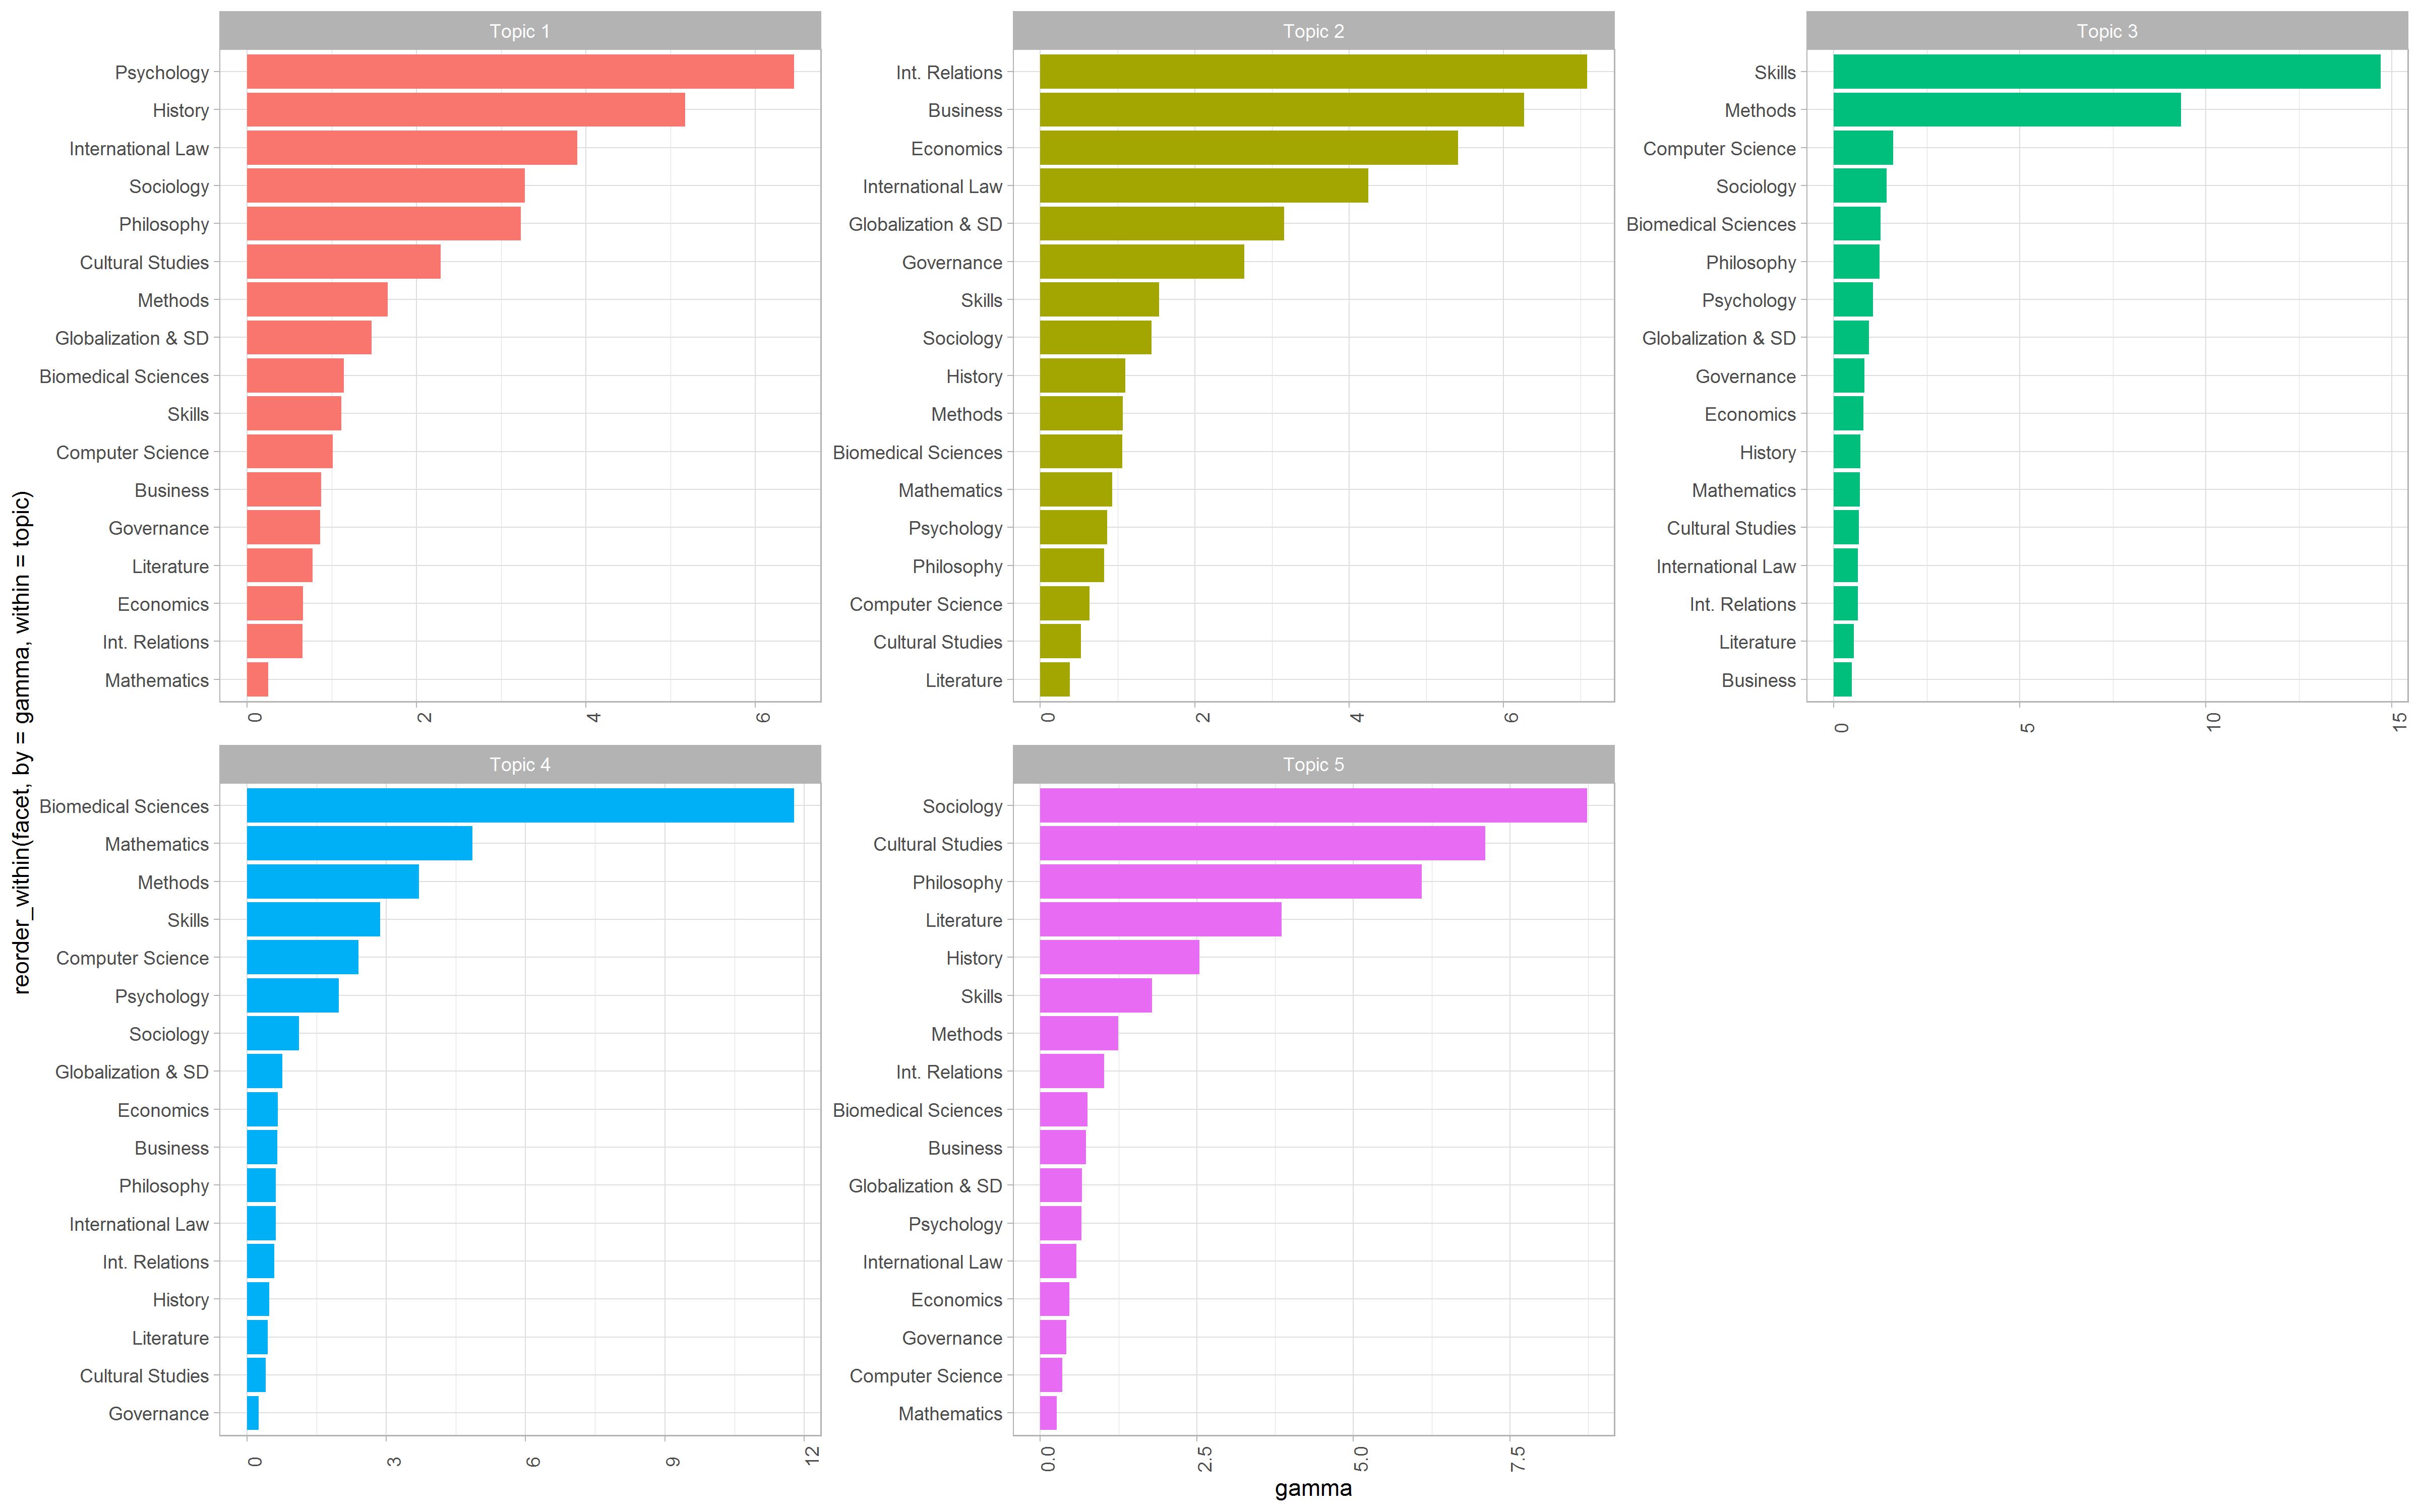 Topic 1
Psychology
History
International Law
Sociology
Philosophy
Cultural Studies
Methods
Globalization & SD
Biomedical Sciences
Skills
Computer Science
Business
Governance
Literature
Economics
Int. Relations
Mathematics
0 2 4 6
Topic 2
Int. Relations
Business
Economics
International Law
Globalization & SD
Governance
Skills
Sociology
History
Methods
Biomedical Sciences
Mathematics
Psychology
Philosophy
Computer Science
Cultural Studies
Literature
0 2 4 6
Topic 3
Skills
Methods
Computer Science
Sociology
Biomedical Sciences
Philosophy
Psychology
Globalization & SD
Governance
Economics
History
Mathematics
Cultural Studies
International Law
Int. Relations
Literature
Business
0 5 10 15
Topic 4
Biomedical Sciences
Mathematics
Methods
Skills
Computer Science
Psychology
Sociology
Globalization & SD
Economics
Business
Philosophy
International Law
Int. Relations
History
Literature
Cultural Studies
Governance
0 3 6 9 12
Topic 5
Sociology
Cultural Studies
Philosophy
Literature
History
Skills
Methods
Int. Relations
Biomedical Sciences
Business
Globalization & SD
Psychology
International Law
Economics
Governance
Computer Science
Mathematics
0.0 2.5 5.0 7.5
gamma
reorder_within(facet, by = gamma, within = topic)